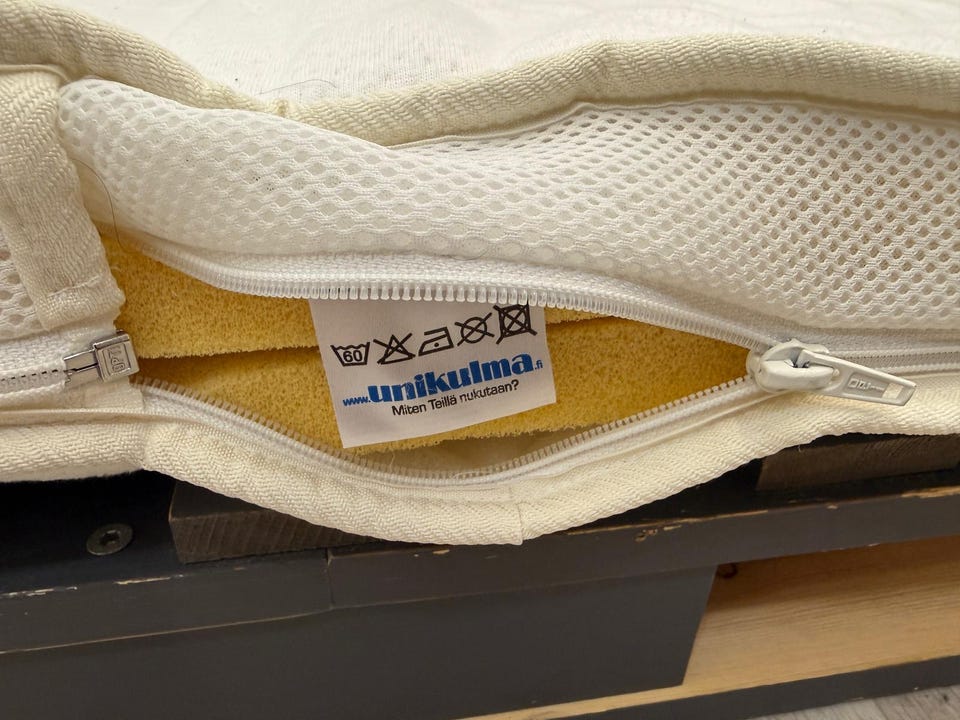 60
www.unikulma.fi
Miten Teillä nukutaan?